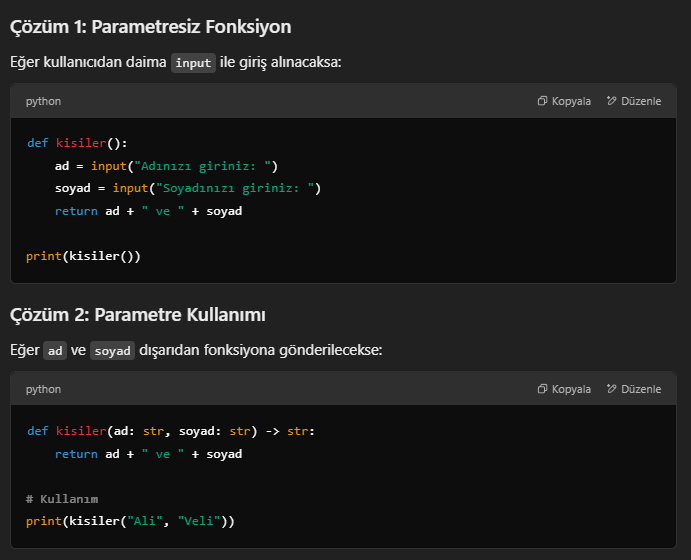 Çözüm 1: Parametresiz Fonksiyon
Eğer kullanıcıdan daima input ile giriş alınacaksa:
python Kopyala Düzenle
def kisiler():
    ad = input("Adınızı giriniz: ")
    soyad = input("Soyadınızı giriniz: ")
    return ad + " ve " + soyad
print(kisiler())
Çözüm 2: Parametre Kullanımı
Eğer ad ve soyad dışarıdan fonksiyona gönderilecekse:
python Kopyala Düzenle
def kisiler(ad: str, soyad: str) -> str:
    return ad + " ve " + soyad
# Kullanım
print(kisiler("Ali", "Veli"))